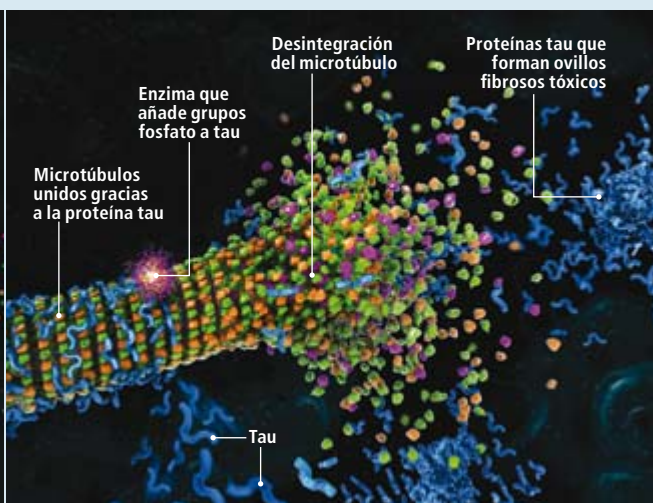 Microtúbulos
unidos gracias
a la proteína tau
Enzima que
añade grupos
fosfato a tau
Desintegración
del microtúbulo
Proteínas tau que
forman ovillos
fibrosos tóxicos
Tau